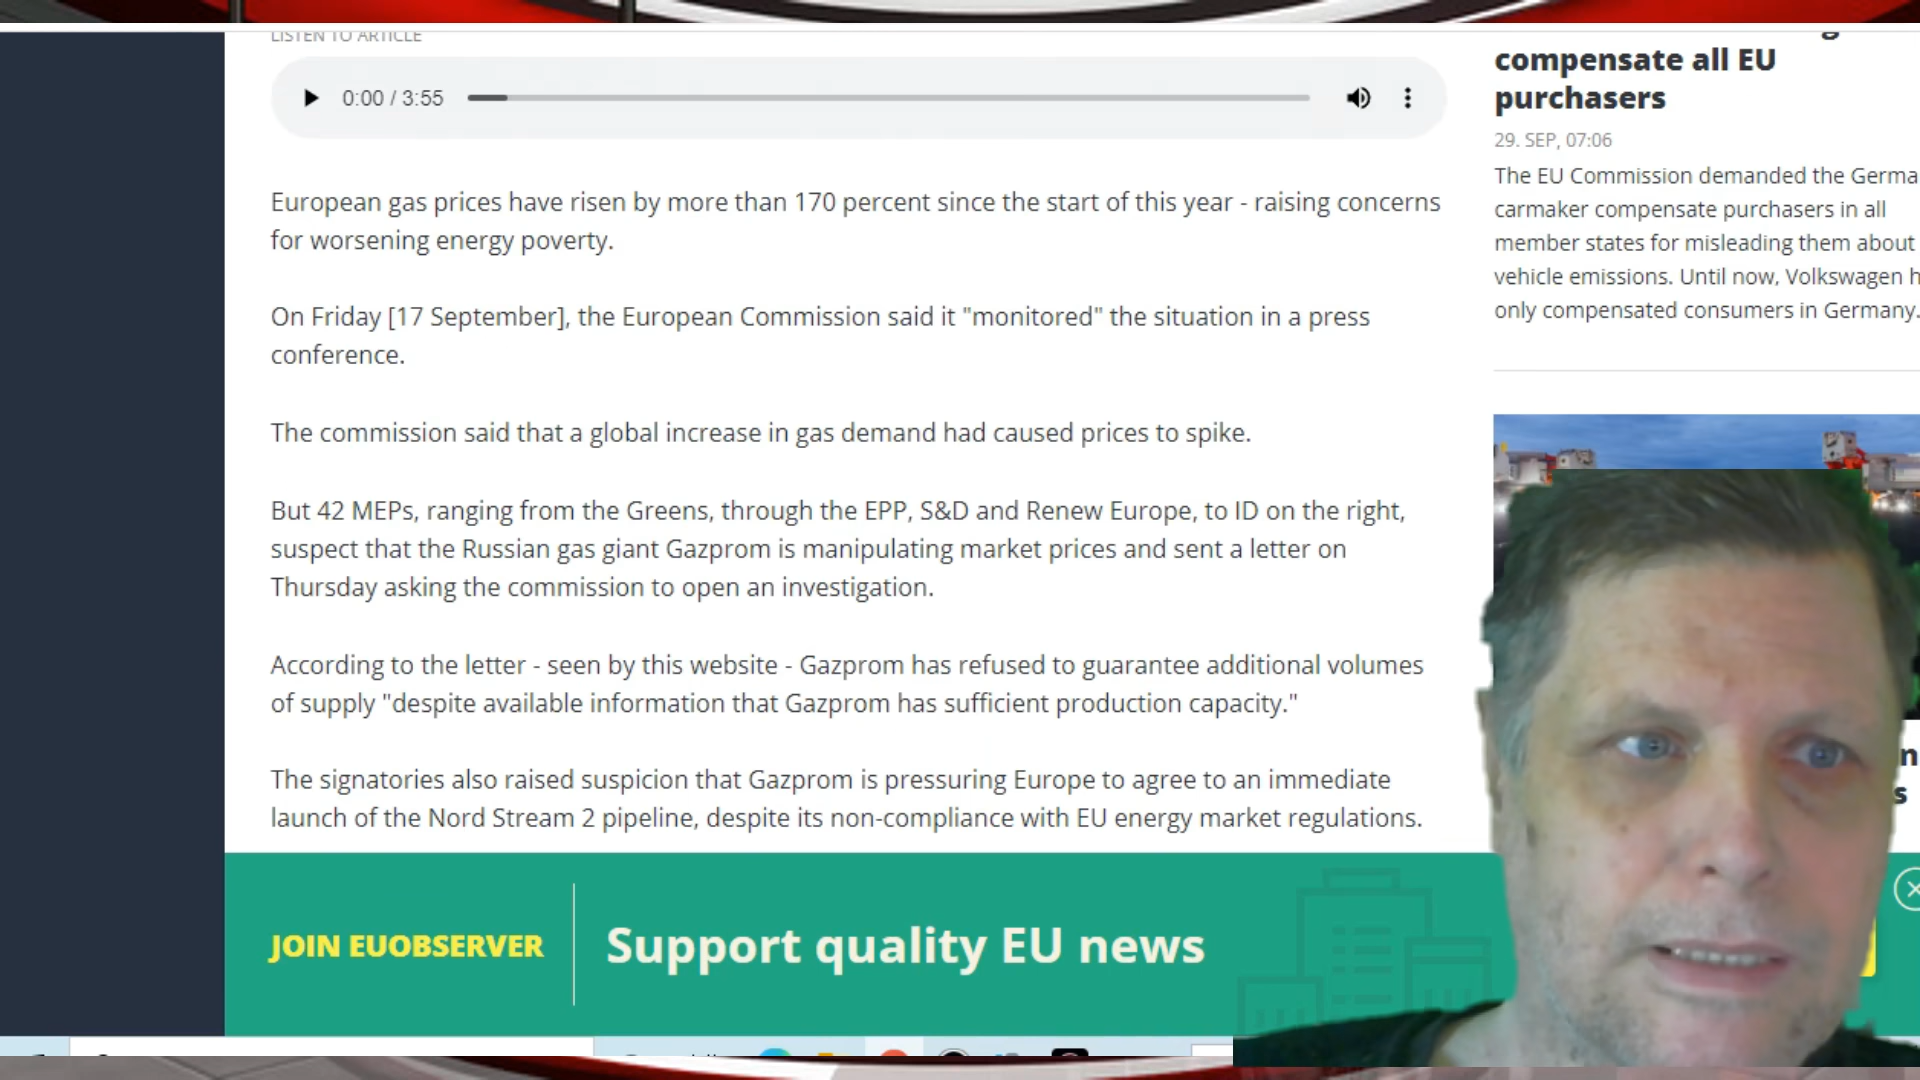 LISTEN TO ARTICLE
0:00 / 3:55
European gas prices have risen by more than 170 percent since the start of this year - raising concerns
for worsening energy poverty.
On Friday [17 September], the European Commission said it "monitored" the situation in a press
conference.
The commission said that a global increase in gas demand had caused prices to spike.
But 42 MEPs, ranging from the Greens, through the EPP, S&D and Renew Europe, to ID on the right,
suspect that the Russian gas giant Gazprom is manipulating market prices and sent a letter on
Thursday asking the commission to open an investigation.
According to the letter - seen by this website - Gazprom has refused to guarantee additional volumes
of supply "despite available information that Gazprom has sufficient production capacity."
The signatories also raised suspicion that Gazprom is pressuring Europe to agree to an immediate
launch of the Nord Stream 2 pipeline, despite its non-compliance with EU energy market regulations.
compensate all EU
purchasers
29. SEP, 07:06
The EU Commission demanded the Germa
carmaker compensate purchasers in all
member states for misleading them about
vehicle emissions. Until now, Volkswagen h
only compensated consumers in Germany.
JOIN EUOBSERVER
Support quality EU news